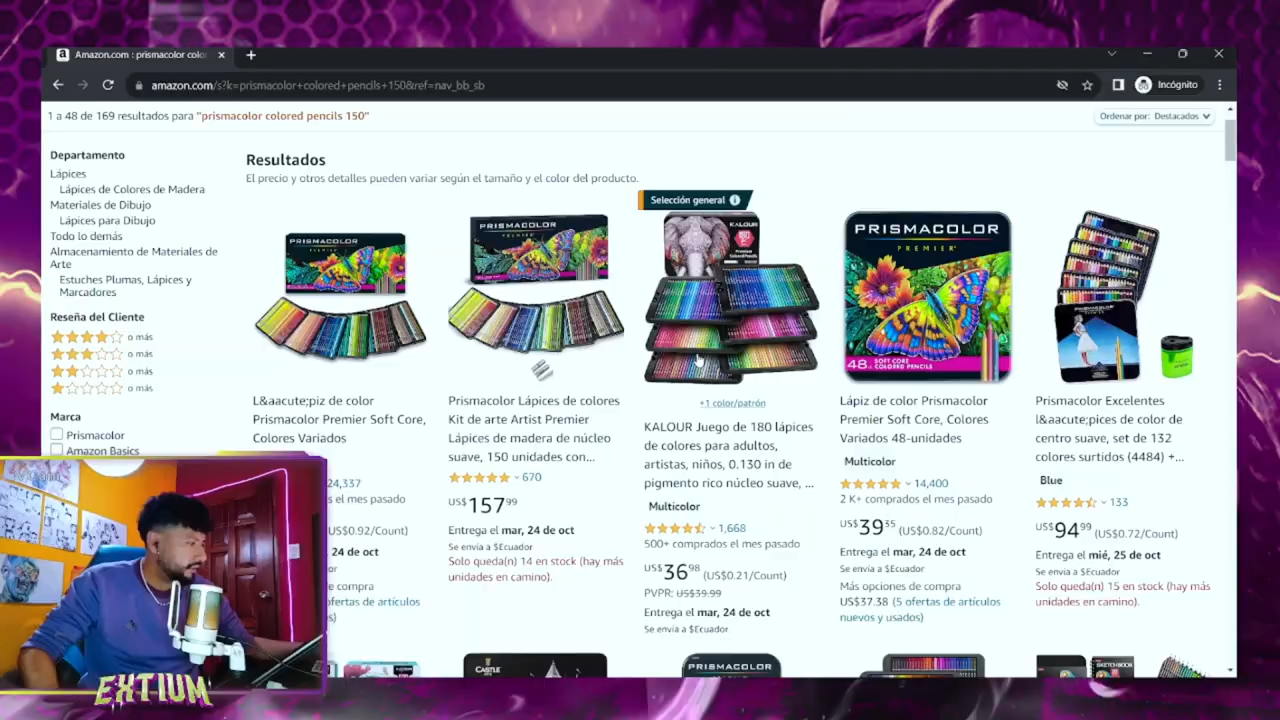 Amazon.com : prismacolor colo
amazon.com/s?k=prismacolor+colored+pencils+150&ref=nav_bb_sb
Incógnito
1 a 48 de 169 resultados para "prismacolor colored pencils 150"
Ordenar por: Destacados
Departamento
Lápices
Lápices de Colores de Madera
Materiales de Dibujo
Lápices para Dibujo
Todo lo demás
Almacenamiento de Materiales de
Arte
Estuches Plumas, Lápices y
Marcadores
Reseña del Cliente
o más
o más
o más
o más
Marca
Prismacolor
Amazon Basics
Resultados
El precio y otros detalles pueden variar según el tamaño y el color del producto.
PRISMACOLOR
L&aacute;piz de color
Prismacolor Premier Soft Core,
Colores Variados
24,337
s el mes pasado
(US$0.92/Count)
24 de oct
e compra
ofertas de artículos
s)
PRISMACOLOR
Prismacolor Lápices de colores
Kit de arte Artist Premier
Lápices de madera de núcleo
suave, 150 unidades con...
670
US$157.99
Entrega el mar, 24 de oct
Se envía a $Ecuador
Solo queda(n) 14 en stock (hay más
unidades en camino).
Selección general
KALOUR
+1 color/patrón
KALOUR Juego de 180 lápices
de colores para adultos,
artistas, niños, 0.130 in de
pigmento rico núcleo suave, ...
Multicolor
1,668
500+ comprados el mes pasado
US$36.98 (US$0.21/Count)
PVPR: US$39.99
Entrega el mar, 24 de oct
Se envía a $Ecuador
PRISMACOLOR
PREMIER
48 SOFT CORE
COLORED PENCILS
Lápiz de color Prismacolor
Premier Soft Core, Colores
Variados 48-unidades
Multicolor
14,400
2 K+ comprados el mes pasado
US$39.35 (US$0.82/Count)
Entrega el mar, 24 de oct
Se envía a $Ecuador
Más opciones de compra
US$37.38 (5 ofertas de artículos
nuevos y usados)
Prismacolor Excelentes
l&aacute;pices de color de
centro suave, set de 132
colores surtidos (4484) +...
Blue
133
US$94.99 (US$0.72/Count)
Entrega el mié, 25 de oct
Se envía a $Ecuador
Solo queda(n) 15 en stock (hay más
unidades en camino).
CASTLE
PRISMACOLOR
SKETCH BOOK
EXTIUM